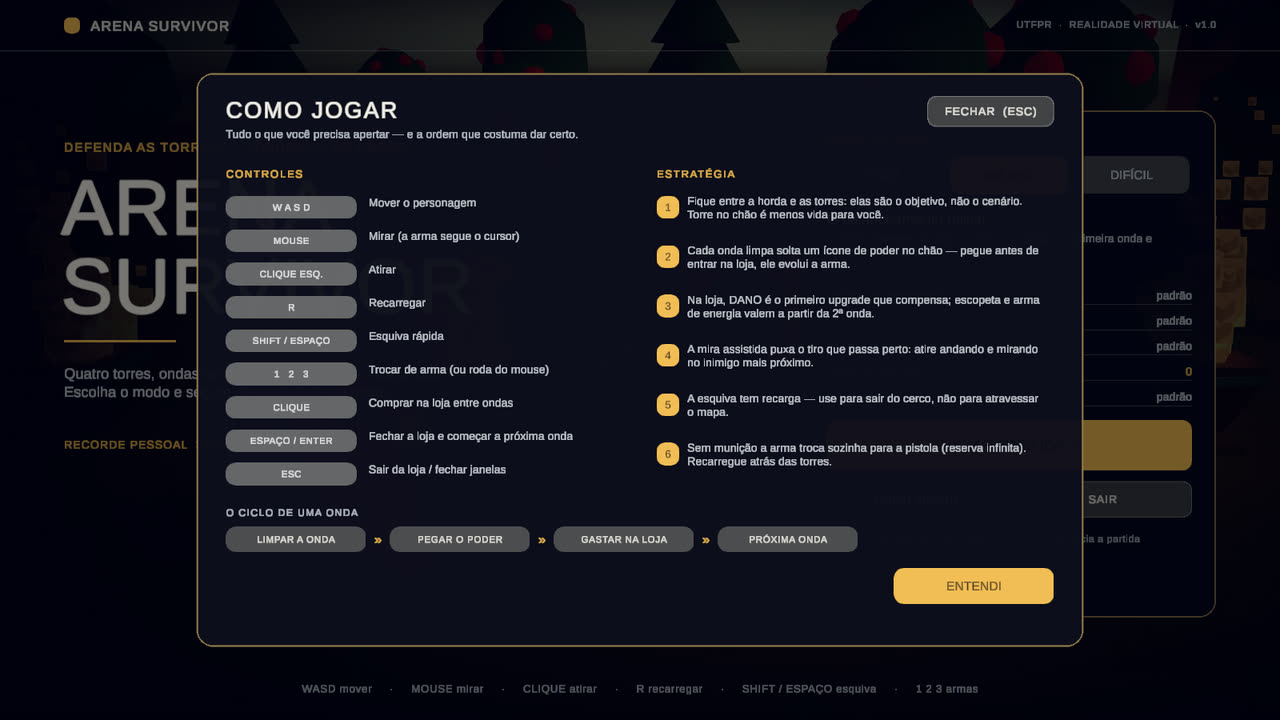 ARENA SURVIVOR
UTFPR · REALIDADE VIRTUAL · v1.0
COMO JOGAR
FECHAR (ESC)
Tudo o que você precisa apertar — e a ordem que costuma dar certo.
CONTROLES
W A S D
Mover o personagem
MOUSE
Mirar (a arma segue o cursor)
CLIQUE ESQ.
Atirar
R
Recarregar
SHIFT / ESPAÇO
Esquiva rápida
1 2 3
Trocar de arma (ou roda do mouse)
CLIQUE
Comprar na loja entre ondas
ESPAÇO / ENTER
Fechar a loja e começar a próxima onda
ESC
Sair da loja / fechar janelas
ESTRATÉGIA
1
Fique entre a horda e as torres: elas são o objetivo, não o cenário.
Torre no chão é menos vida para você.
2
Cada onda limpa solta um ícone de poder no chão — pegue antes de
entrar na loja, ele evolui a arma.
3
Na loja, DANO é o primeiro upgrade que compensa; escopeta e arma
de energia valem a partir da 2ª onda.
4
A mira assistida puxa o tiro que passa perto: atire andando e mirando
no inimigo mais próximo.
5
A esquiva tem recarga — use para sair do cerco, não para atravessar
o mapa.
6
Sem munição a arma troca sozinha para a pistola (reserva infinita).
Recarregue atrás das torres.
O CICLO DE UMA ONDA
LIMPAR A ONDA » PEGAR O PODER » GASTAR NA LOJA » PRÓXIMA ONDA
ENTENDI
DEFENDA AS TORR
ARENA
SURVIVOR
Quatro torres, ondas
Escolha o modo e se
RECORDE PESSOAL
DIFÍCIL
imeira onda e
padrão
padrão
padrão
0
padrão
SAIR
cia a partida
WASD mover · MOUSE mirar · CLIQUE atirar · R recarregar · SHIFT / ESPAÇO esquiva · 1 2 3 armas